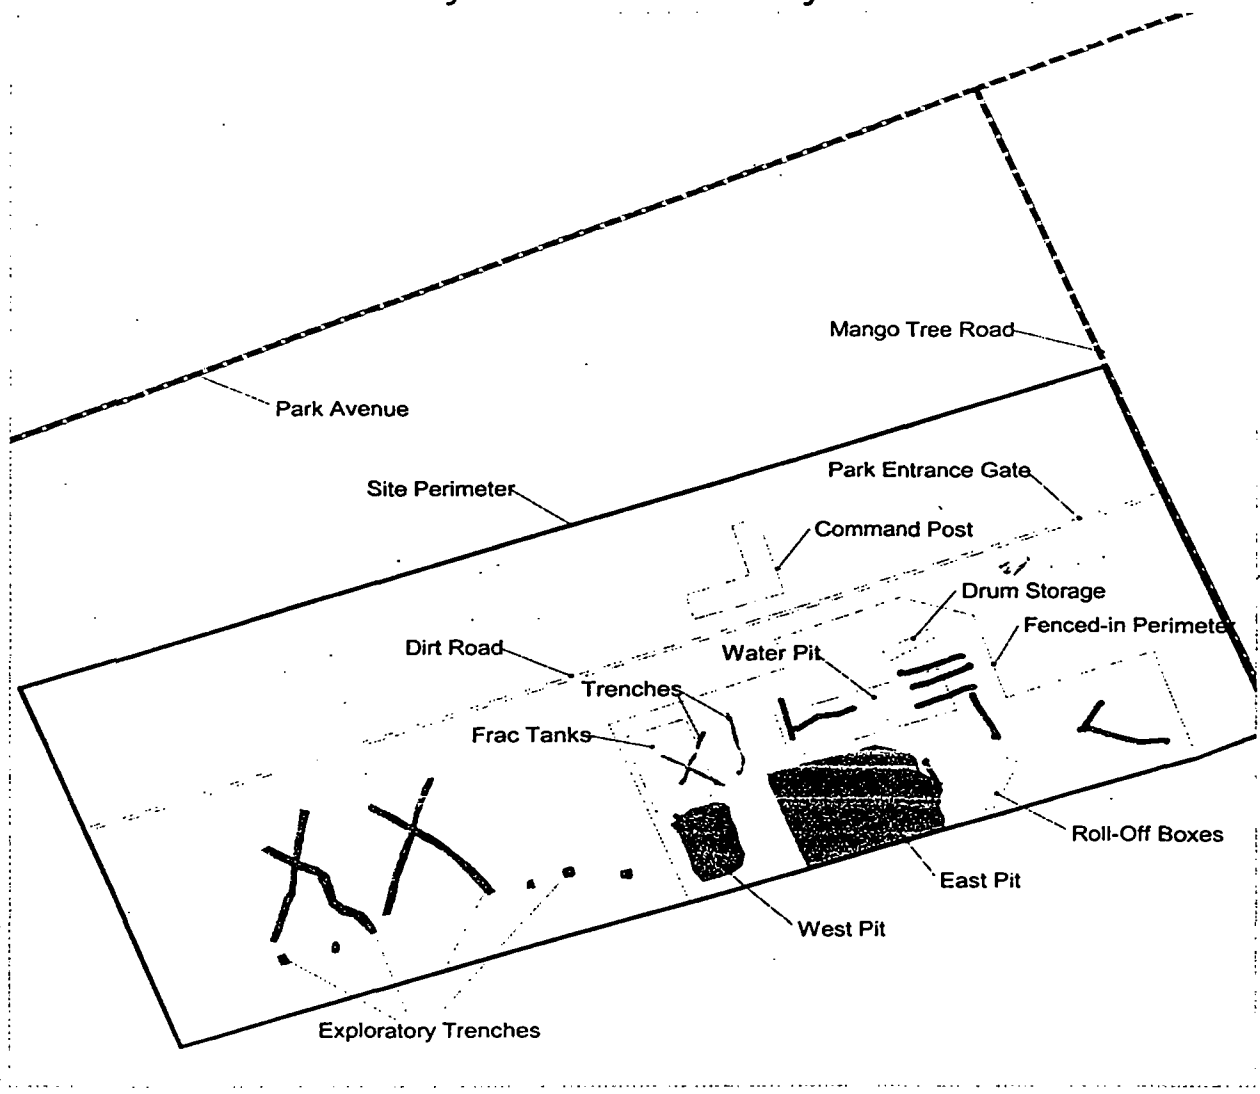 Mango Tree Road
Park Avenue
Park Entrance Gate
Site Perimeter
Command Post
Drum Storage
Fenced-in Perimeter
Dirt Road
Water Pit
Trenches
Frac Tanks
Roll-Off Boxes
East Pit
West Pit
Exploratory Trenches